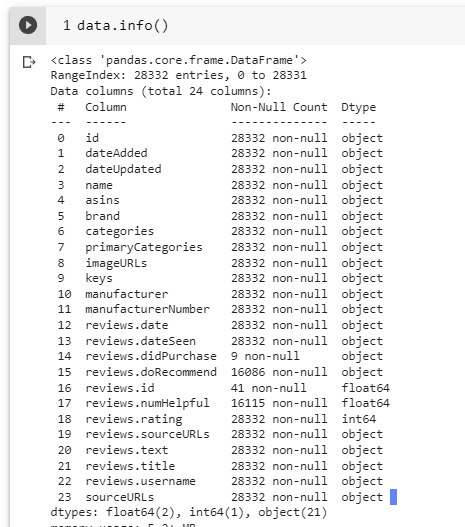 1 data.info()
<class 'pandas.core.frame.DataFrame'>
RangeIndex: 28332 entries, 0 to 28331
Data columns (total 24 columns):
 #   Column               Non-Null Count  Dtype
---  ------               --------------  -----
 0   id                   28332 non-null  object
 1   dateAdded            28332 non-null  object
 2   dateUpdated          28332 non-null  object
 3   name                 28332 non-null  object
 4   asins                28332 non-null  object
 5   brand                28332 non-null  object
 6   categories           28332 non-null  object
 7   primaryCategories    28332 non-null  object
 8   imageURLs            28332 non-null  object
 9   keys                 28332 non-null  object
 10  manufacturer         28332 non-null  object
 11  manufacturerNumber   28332 non-null  object
 12  reviews.date         28332 non-null  object
 13  reviews.dateSeen     28332 non-null  object
 14  reviews.didPurchase  9 non-null      object
 15  reviews.doRecommend  16086 non-null  object
 16  reviews.id           41 non-null     float64
 17  reviews.numHelpful   16115 non-null  float64
 18  reviews.rating       28332 non-null  int64
 19  reviews.sourceURLs   28332 non-null  object
 20  reviews.text         28332 non-null  object
 21  reviews.title        28332 non-null  object
 22  reviews.username     28332 non-null  object
 23  sourceURLs           28332 non-null  object
dtypes: float64(2), int64(1), object(21)